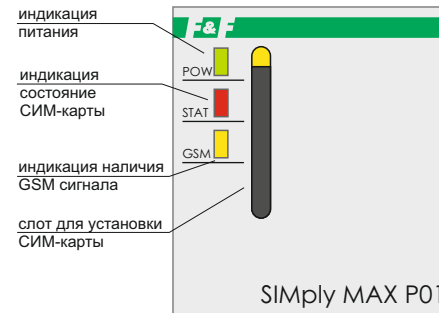 индикация
питания
F&F
POW
индикация
состояние
СИМ-карты
STAT
GSM
индикация наличия
GSM сигнала
слот для установки
СИМ-карты
SIMply MAX P01